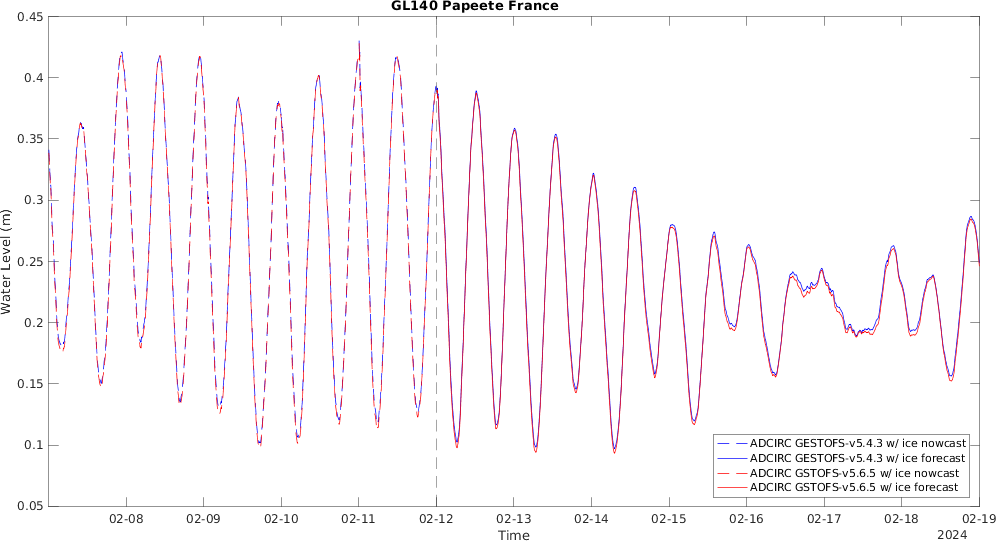 GL140 Papeete France
0.45
0.4
0.35
0.3
0.25
0.2
0.15
0.1
0.05
Water Level (m)
ADCIRC GESTOFS-v5.4.3 w/ ice nowcast
ADCIRC GESTOFS-v5.4.3 w/ ice forecast
ADCIRC GSTOFS-v5.6.5 w/ ice nowcast
ADCIRC GSTOFS-v5.6.5 w/ ice forecast
02-08 02-09 02-10 02-11 02-12 02-13 02-14 02-15 02-16 02-17 02-18 02-19
Time
2024